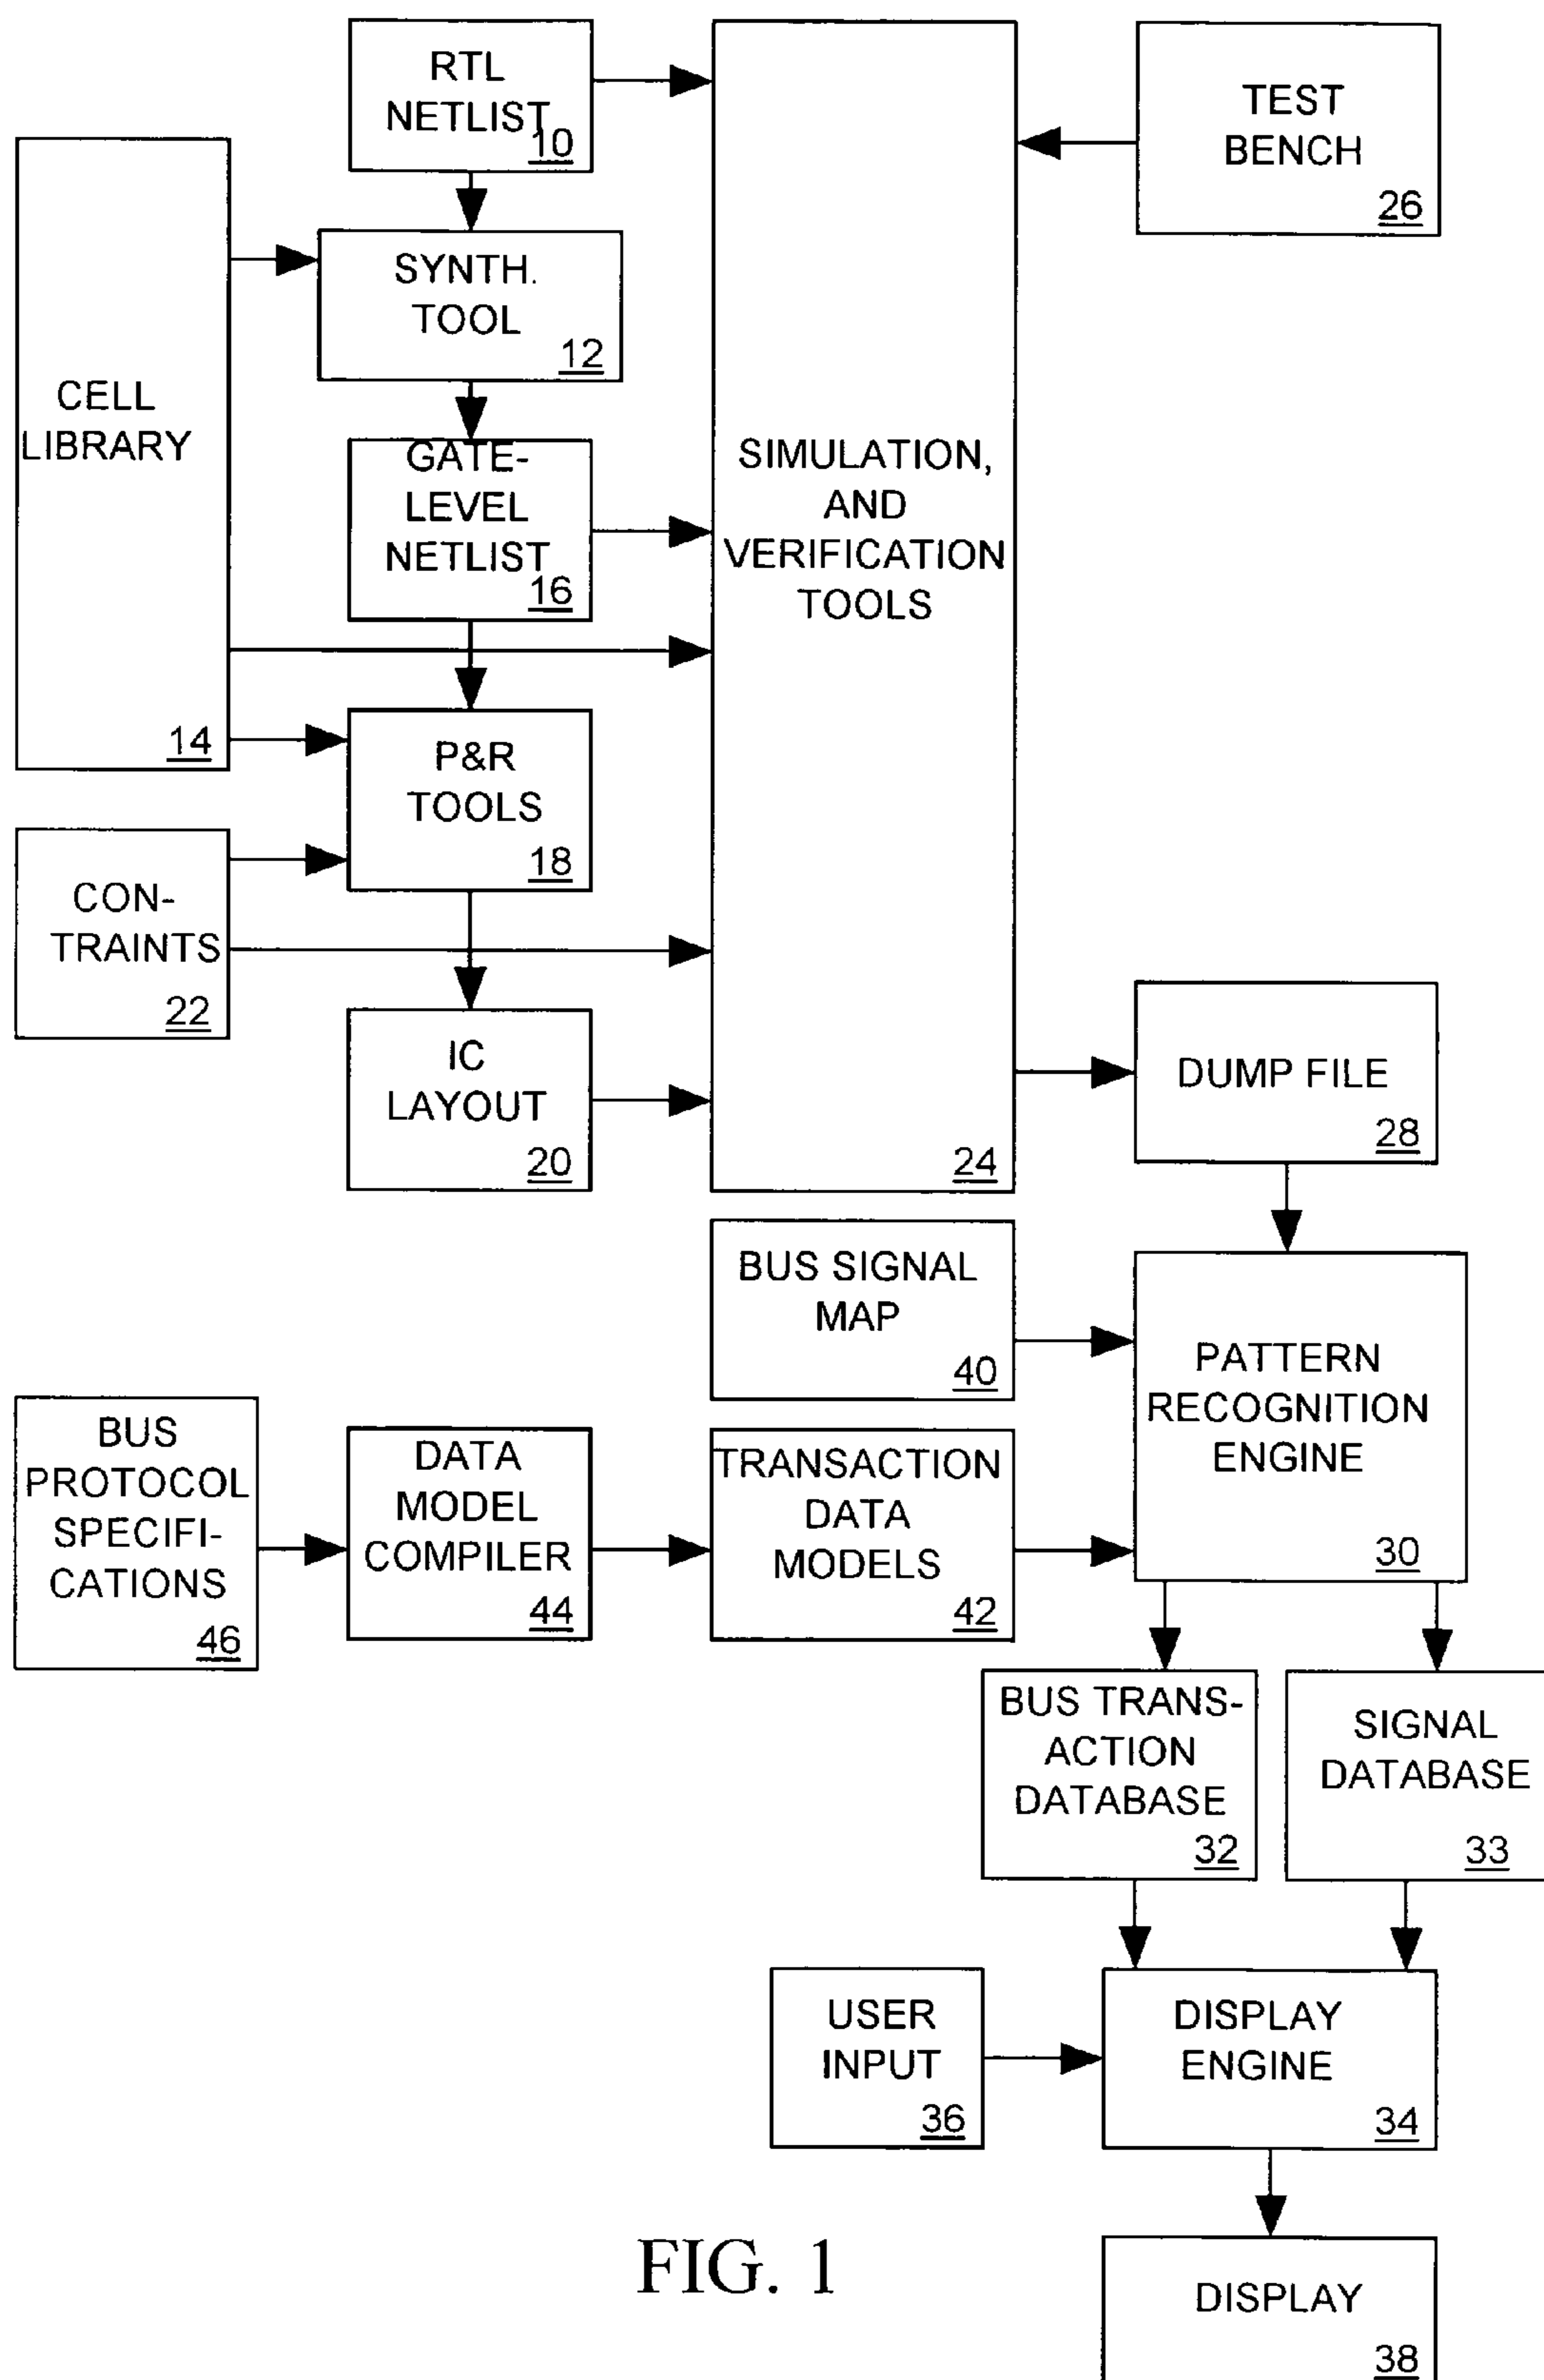 RTL
NETLIST
10
TEST
BENCH
26
SYNTH.
TOOL
12
CELL
LIBRARY
14
GATE-
LEVEL
NETLIST
16
SIMULATION,
AND
VERIFICATION
TOOLS
24
P&R
TOOLS
18
CON-
TRAINTS
22
IC
LAYOUT
20
DUMP FILE
28
BUS SIGNAL
MAP
40
PATTERN
RECOGNITION
ENGINE
30
BUS
PROTOCOL
SPECIFI-
CATIONS
46
DATA
MODEL
COMPILER
44
TRANSACTION
DATA
MODELS
42
BUS TRANS-
ACTION
DATABASE
32
SIGNAL
DATABASE
33
USER
INPUT
36
DISPLAY
ENGINE
34
FIG. 1
DISPLAY
38